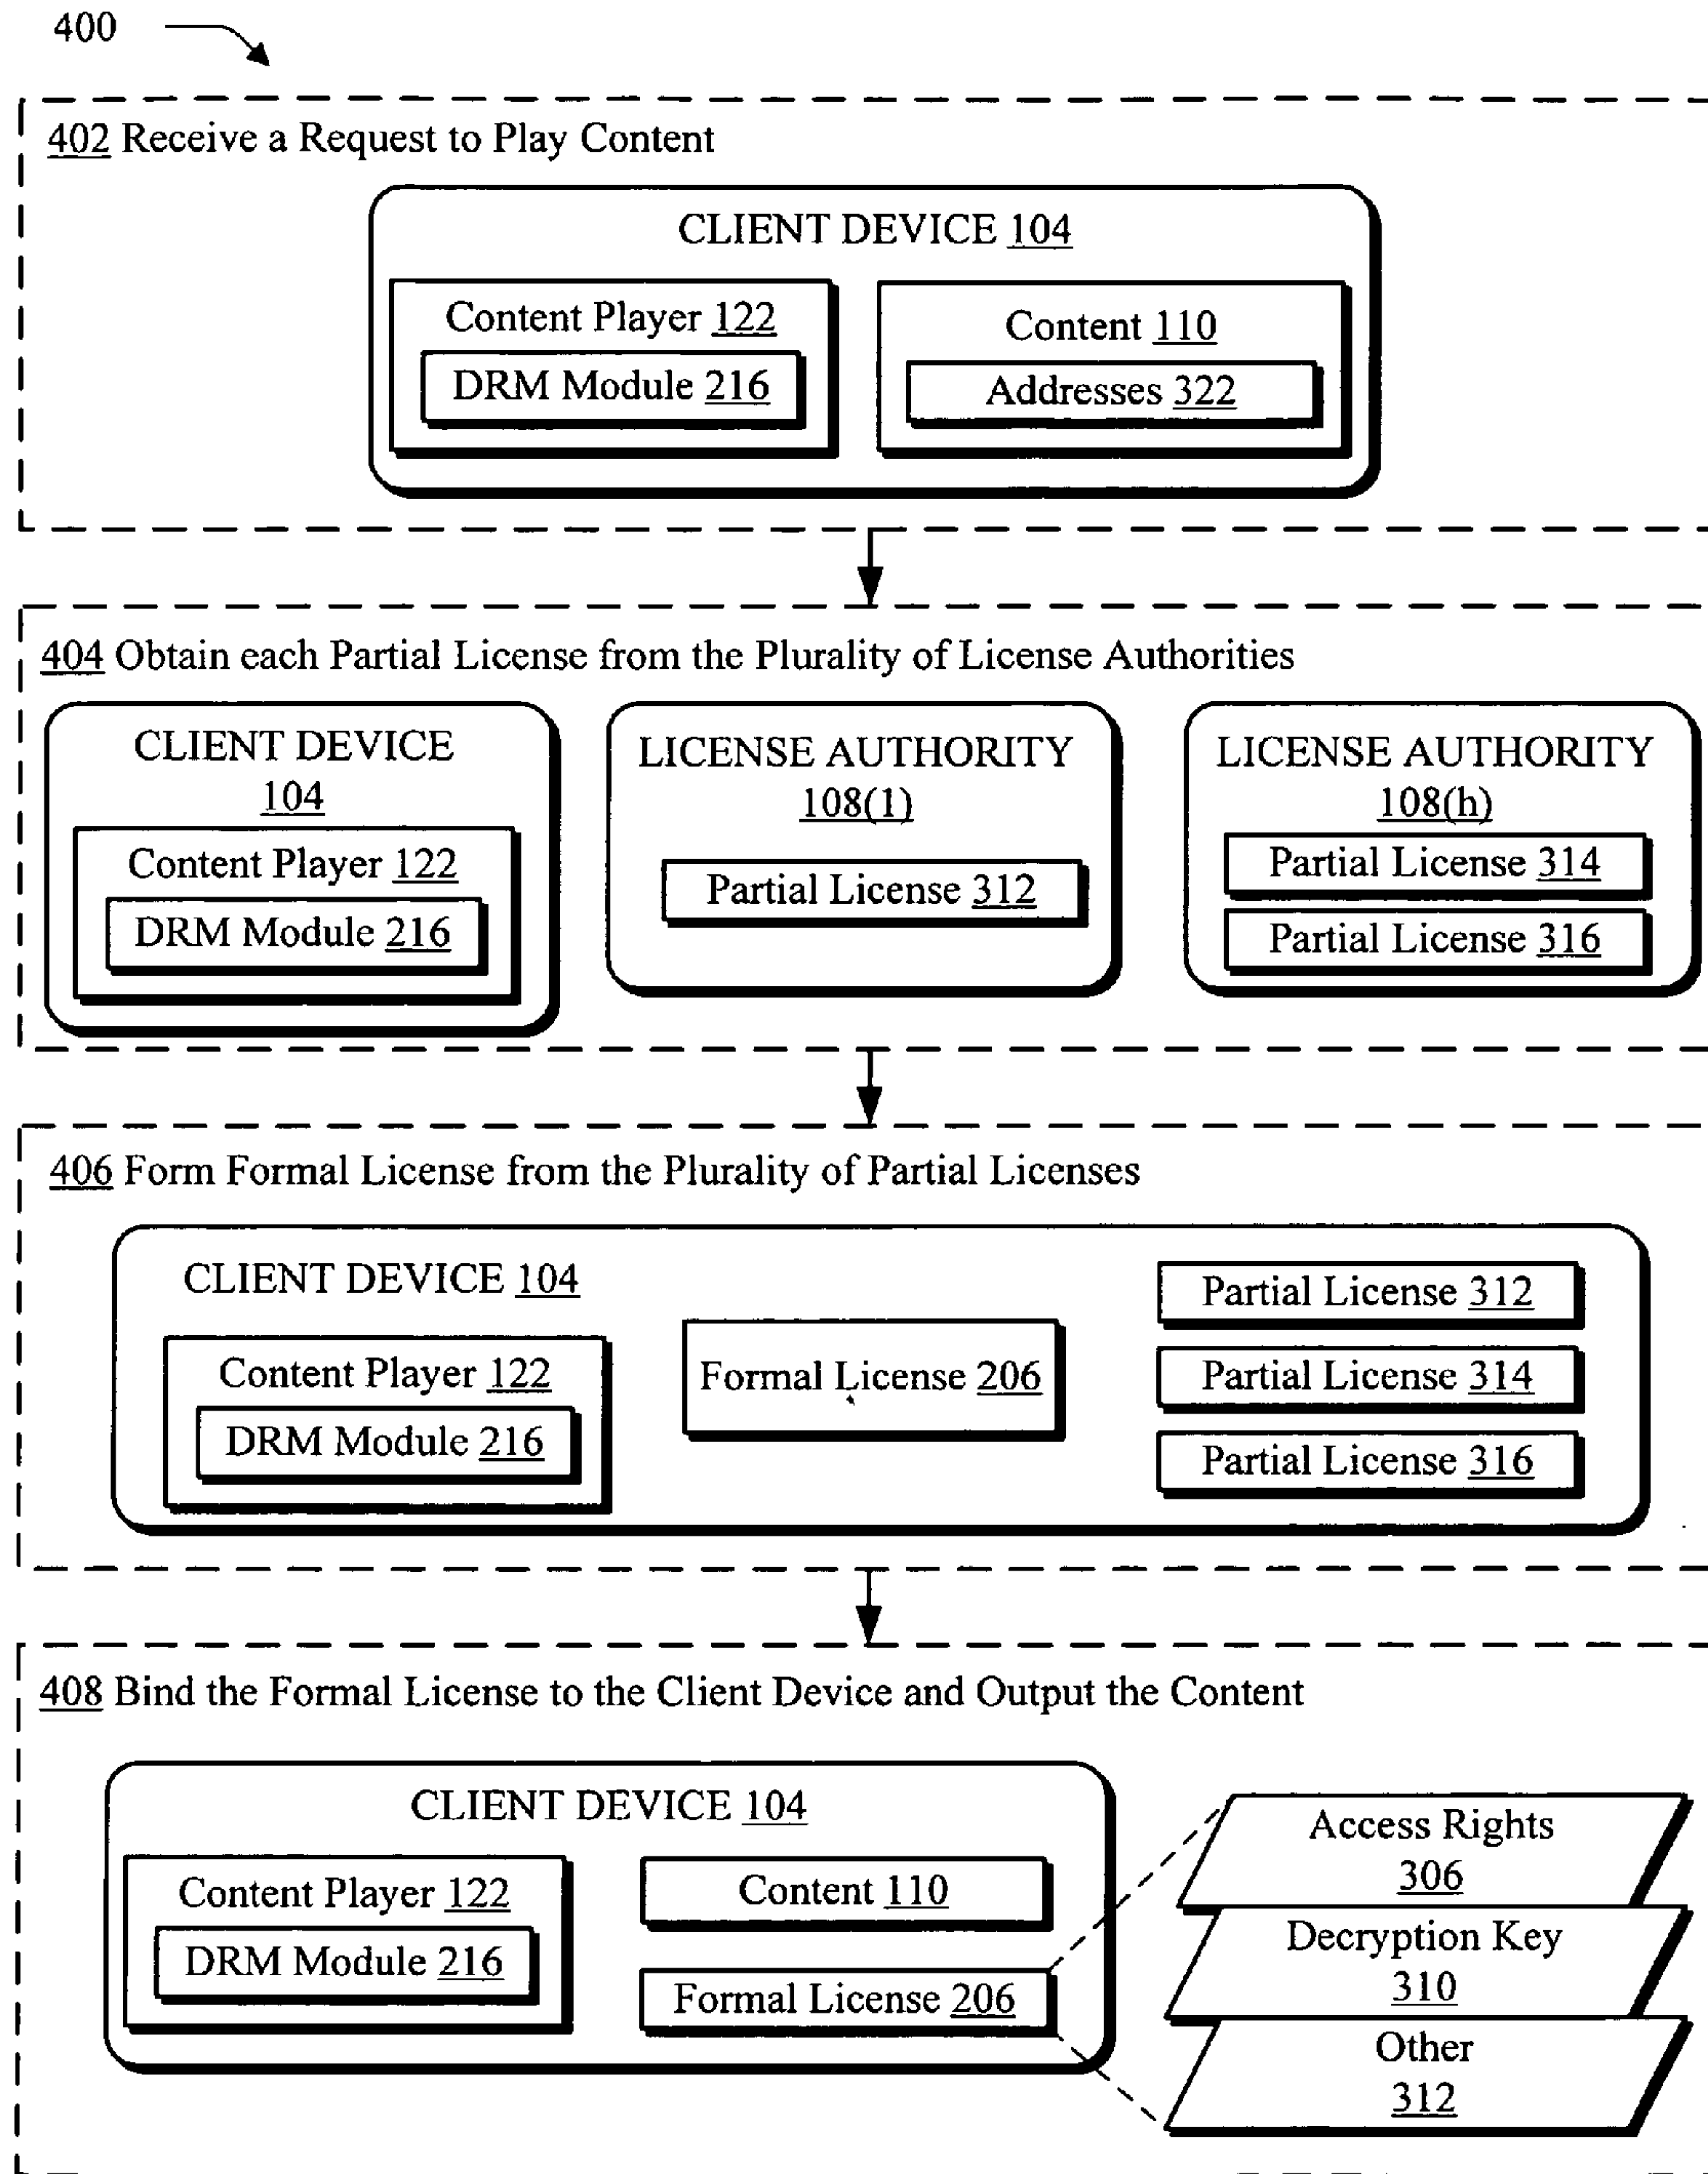 400
402 Receive a Request to Play Content
CLIENT DEVICE 104
Content Player 122
DRM Module 216
Content 110
Addresses 322
404 Obtain each Partial License from the Plurality of License Authorities
CLIENT DEVICE
104
Content Player 122
DRM Module 216
LICENSE AUTHORITY
108(1)
Partial License 312
LICENSE AUTHORITY
108(h)
Partial License 314
Partial License 316
406 Form Formal License from the Plurality of Partial Licenses
CLIENT DEVICE 104
Content Player 122
DRM Module 216
Formal License 206
Partial License 312
Partial License 314
Partial License 316
408 Bind the Formal License to the Client Device and Output the Content
CLIENT DEVICE 104
Content Player 122
DRM Module 216
Content 110
Formal License 206
Access Rights
306
Decryption Key
310
Other
312